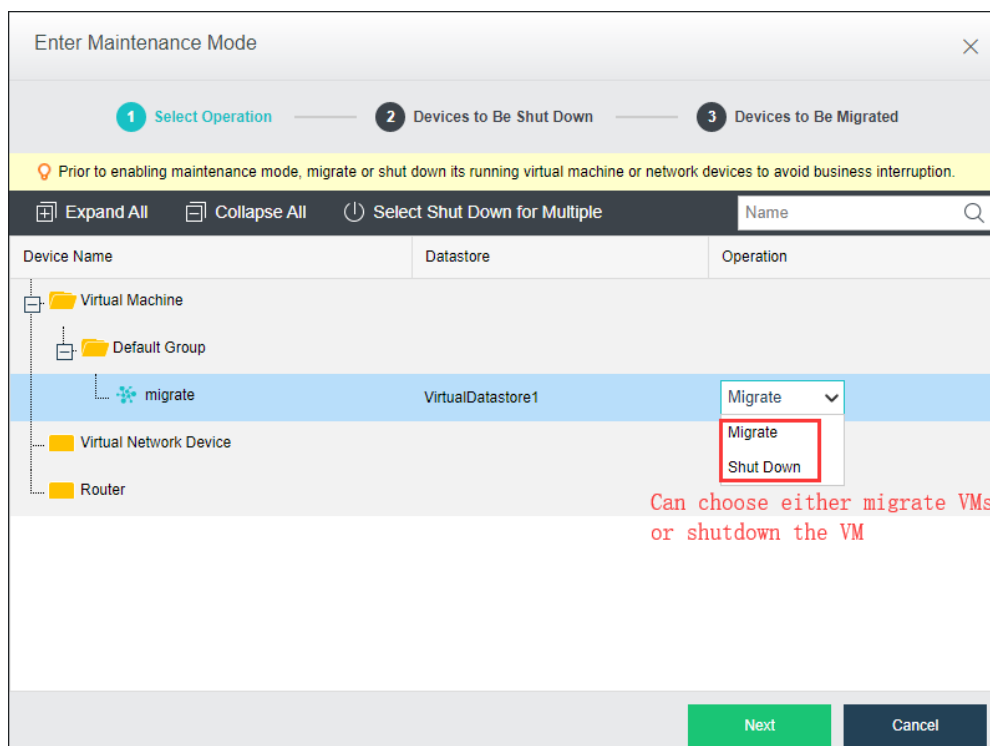 Enter Maintenance Mode
1 Select Operation 2 Devices to Be Shut Down 3 Devices to Be Migrated
Prior to enabling maintenance mode, migrate or shut down its running virtual machine or network devices to avoid business interruption.
Expand All Collapse All Select Shut Down for Multiple Name
Device Name Datastore Operation
Virtual Machine
Default Group
migrate VirtualDatastore1 Migrate
Migrate
Virtual Network Device
Shut Down
Router
Can choose either migrate VMs
or shutdown the VM
Next Cancel